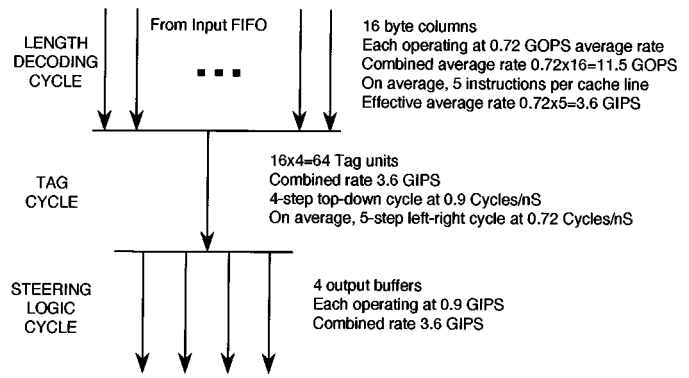 From Input FIFO
LENGTH
DECODING
CYCLE
16 byte columns
Each operating at 0.72 GOPS average rate
Combined average rate 0.72x16=11.5 GOPS
On average, 5 instructions per cache line
Effective average rate 0.72x5=3.6 GIPS
TAG
CYCLE
16x4=64 Tag units
Combined rate 3.6 GIPS
4-step top-down cycle at 0.9 Cycles/nS
On average, 5-step left-right cycle at 0.72 Cycles/nS
STEERING
LOGIC
CYCLE
4 output buffers
Each operating at 0.9 GIPS
Combined rate 3.6 GIPS